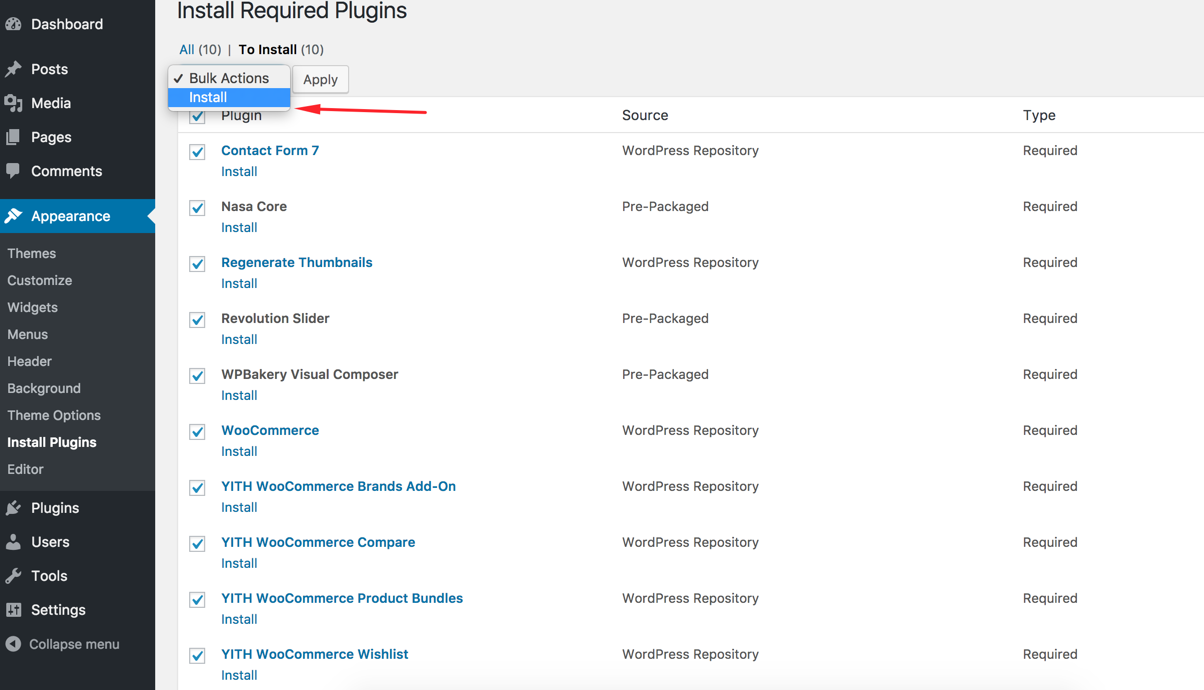 Dashboard
Posts
Media
Pages
Comments
Appearance
Themes
Customize
Widgets
Menus
Header
Background
Theme Options
Install Plugins
Editor
Plugins
Users
Tools
Settings
Collapse menu
Install Required Plugins
All (10) | To Install (10)
Bulk Actions
Install
Apply
Plugin Source Type
Contact Form 7 WordPress Repository Required
Install
Nasa Core Pre-Packaged Required
Install
Regenerate Thumbnails WordPress Repository Required
Install
Revolution Slider Pre-Packaged Required
Install
WPBakery Visual Composer Pre-Packaged Required
Install
WooCommerce WordPress Repository Required
Install
YITH WooCommerce Brands Add-On WordPress Repository Required
Install
YITH WooCommerce Compare WordPress Repository Required
Install
YITH WooCommerce Product Bundles WordPress Repository Required
Install
YITH WooCommerce Wishlist WordPress Repository Required
Install